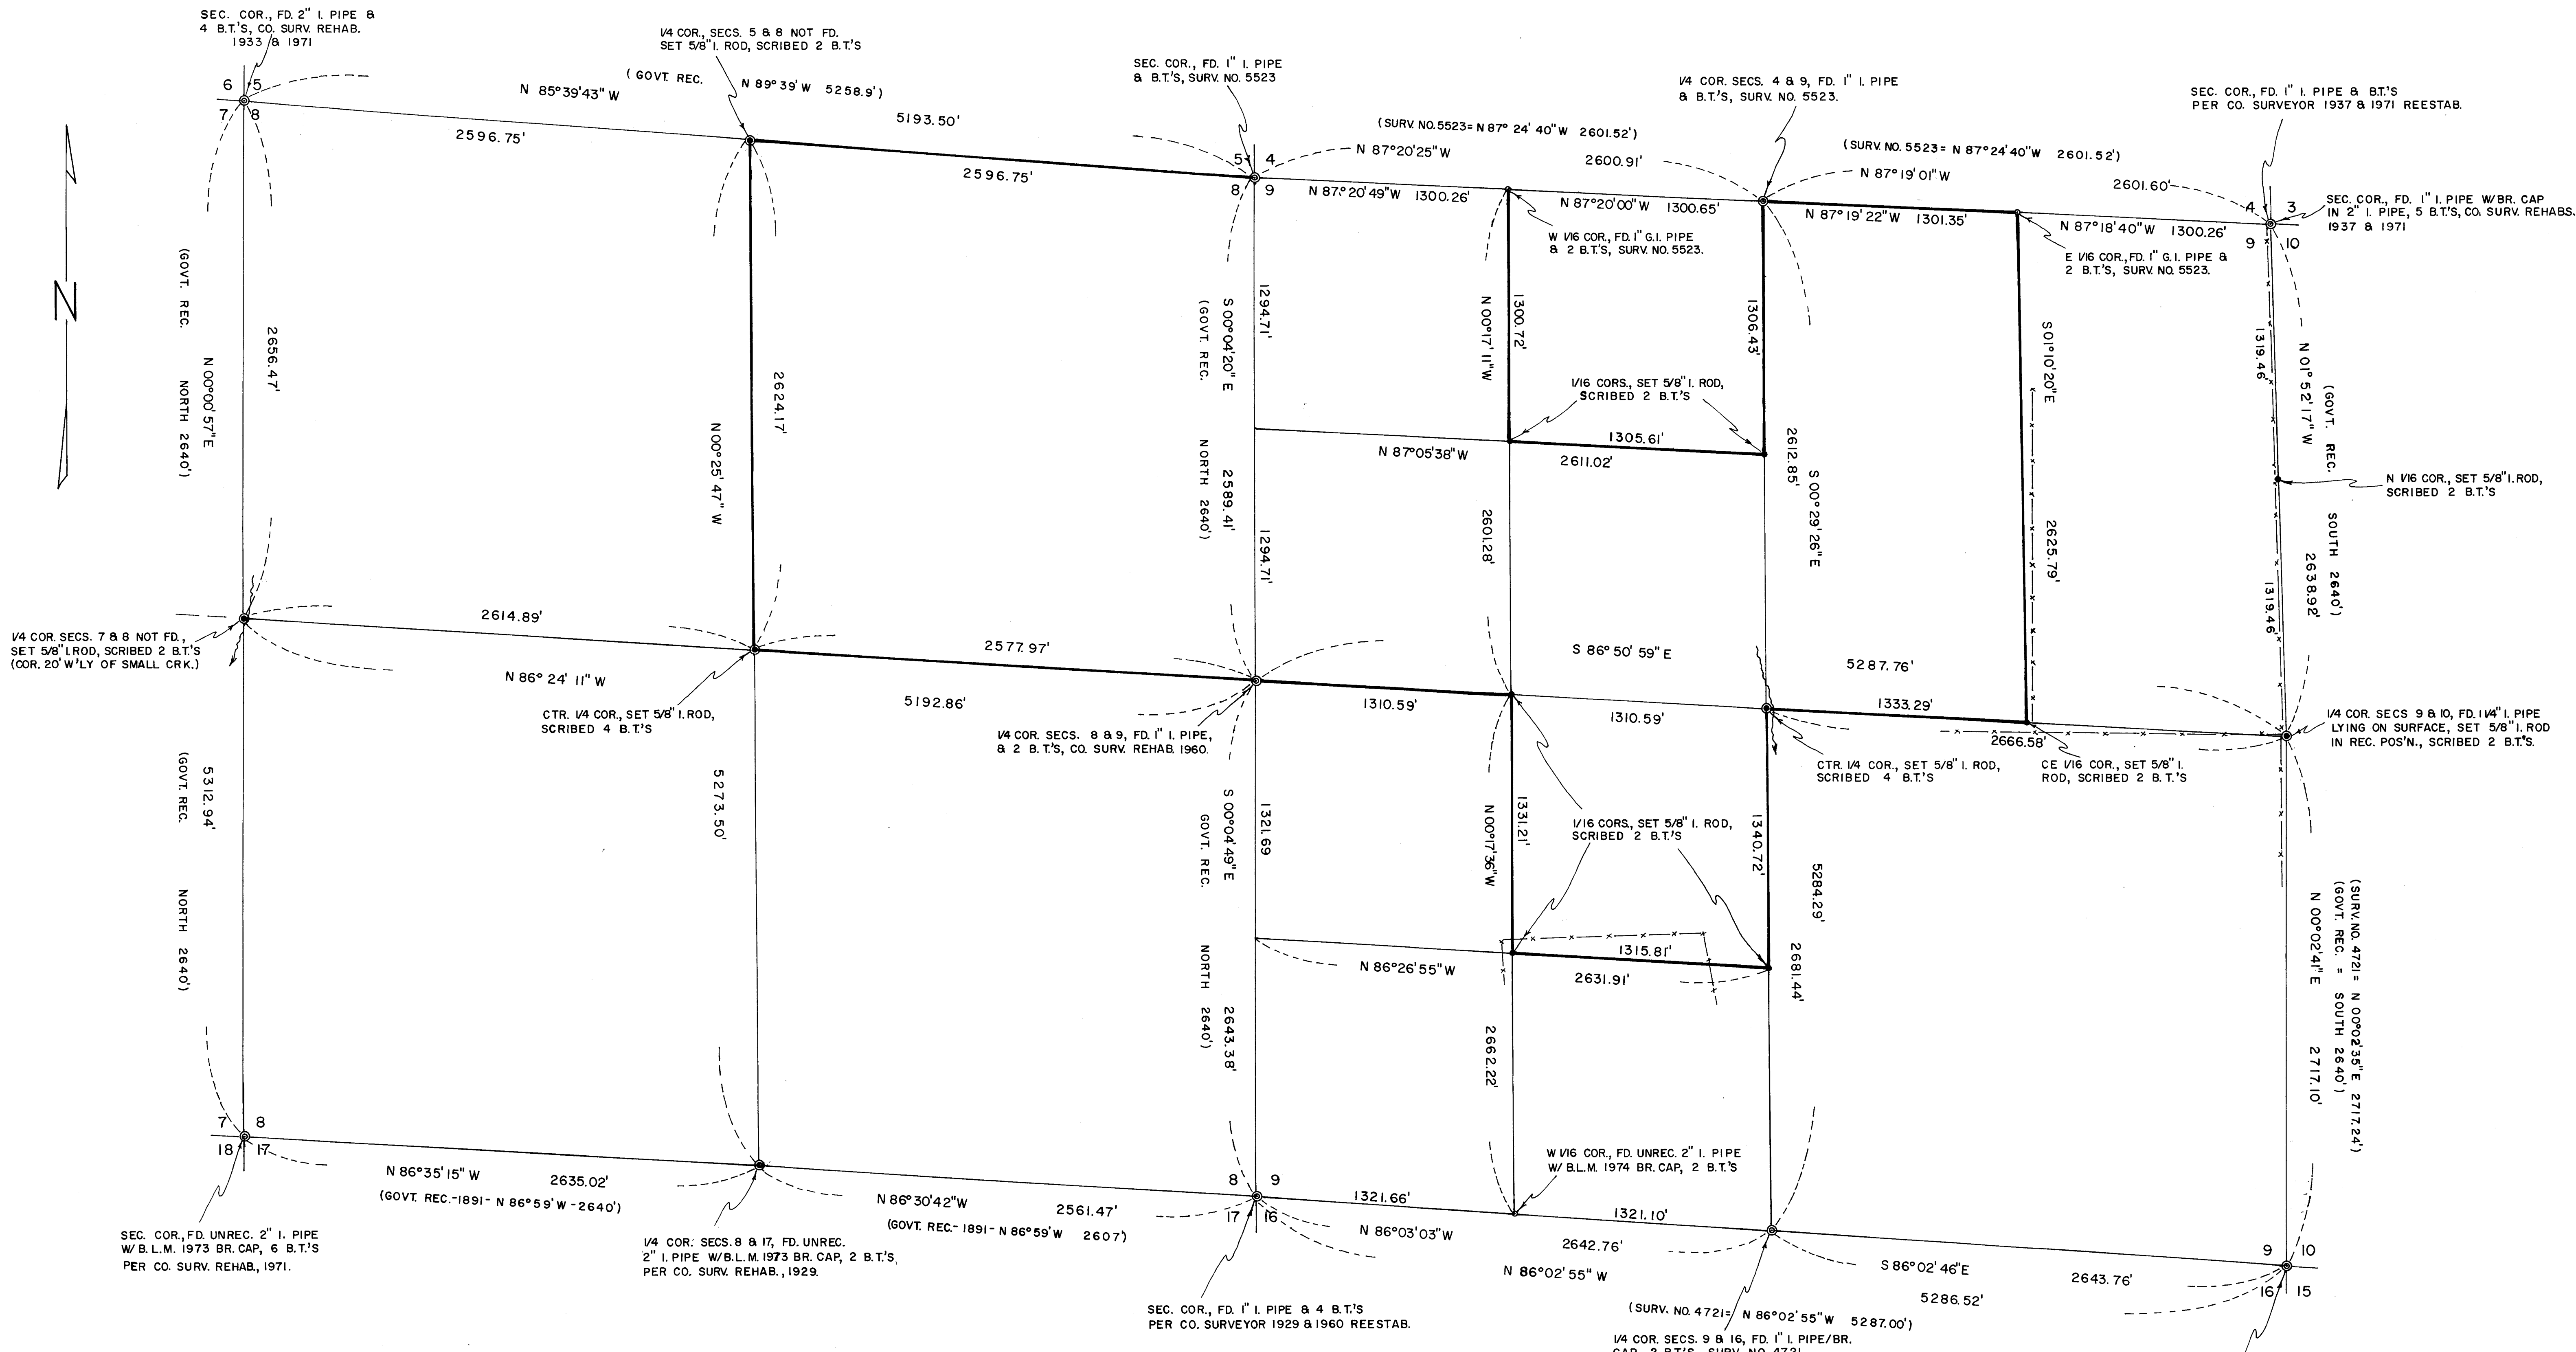 SEC. COR., FD. 2" I. PIPE &
4 B.T.'S, CO. SURV. REHAB.
1933 & 1971
1/4 COR., SECS. 5 & 8 NOT FD.
SET 5/8" I. ROD, SCRIBED 2 B.T.'S
SEC. COR., FD. 1" I. PIPE
& B.T.'S, SURV. NO. 5523
1/4 COR. SECS. 4 & 9, FD. 1" I. PIPE
& B.T.'S, SURV. NO. 5523.
SEC. COR., FD. 1" I. PIPE & B.T.'S
PER CO. SURVEYOR 1937 & 1971 REESTAB.
6 5
7 8
N 85°39'43" W
(GOVT. REC. N 89°39' W 5258.9')
2596.75'
5193.50'
2596.75'
5 4
8 9
(SURV. NO. 5523= N 87° 24' 40" W 2601.52')
N 87°20'25" W
2600.91'
N 87°20'49" W 1300.26'
N 87°20'00" W 1300.65'
(SURV. NO. 5523= N 87°24'40" W 2601.52')
N 87°19'01" W
2601.60'
N 87°19'22" W 1301.35'
N 87°18'40" W 1300.26'
4 3
9 10
SEC. COR., FD. 1" I. PIPE W/BR. CAP
IN 2" I. PIPE, 5 B.T.'S, CO. SURV. REHABS.
1937 & 1971
W 1/16 COR., FD. 1" G.I. PIPE
& 2 B.T.'S, SURV. NO. 5523.
E 1/16 COR., FD. 1" G.I. PIPE &
2 B.T.'S, SURV. NO. 5523.
N
(GOVT. REC. NORTH 2640')
N 00°00'57" E
2656.47'
N 00°25'47" W
2624.17'
(GOVT. REC. NORTH 2640')
S 00°04'20" E 2589.41'
1294.71'
1294.71'
N 00°17'11" W
1300.72'
2601.28'
1306.43'
2612.85'
S 00°29'26" E
S 01°10'20" E
2625.79'
1319.46'
1319.46'
N 01°52'17" W 2638.92'
(GOVT. REC. SOUTH 2640')
1/16 CORS., SET 5/8" I. ROD,
SCRIBED 2 B.T.'S
1305.61'
N 87°05'38" W
2611.02'
N 1/16 COR., SET 5/8" I. ROD,
SCRIBED 2 B.T.'S
1/4 COR. SECS. 7 & 8 NOT FD.,
SET 5/8" I. ROD, SCRIBED 2 B.T.'S
(COR. 20' W'LY OF SMALL CRK.)
2614.89'
N 86° 24' 11" W
2577.97'
5192.86'
CTR. 1/4 COR., SET 5/8" I. ROD,
SCRIBED 4 B.T.'S
1/4 COR. SECS. 8 & 9, FD. 1" I. PIPE,
& 2 B.T.'S, CO. SURV. REHAB. 1960.
1310.59'
S 86° 50' 59" E
1310.59'
5287.76'
1333.29'
2666.58'
CTR. 1/4 COR., SET 5/8" I. ROD,
SCRIBED 4 B.T.'S
CE 1/16 COR., SET 5/8" I.
ROD, SCRIBED 2 B.T.'S
1/4 COR. SECS 9 & 10, FD. 1 1/4" I. PIPE
LYING ON SURFACE, SET 5/8" I. ROD
IN REC. POS'N., SCRIBED 2 B.T.'S.
(GOVT. REC. NORTH 2640')
5312.94'
5273.50'
GOVT. REC. NORTH 2640')
S 00°04'49" E 2643.38'
1321.69
N 00°17'36" W
1331.21'
2662.22'
1340.72'
2681.44'
5284.29'
N 00°02'41" E 2717.10'
(GOVT. REC. = SOUTH 2640')
(SURV. NO. 4721= N 00°02'35" E 2717.24')
1/16 CORS., SET 5/8" I. ROD,
SCRIBED 2 B.T.'S
1315.81'
N 86°26'55" W
2631.91'
7 8
18 17
N 86°35'15" W 2635.02'
(GOVT. REC.-1891- N 86°59' W -2640')
N 86°30'42" W 2561.47'
(GOVT. REC.- 1891- N 86°59' W 2607')
SEC. COR., FD. UNREC. 2" I. PIPE
W/ B.L.M. 1973 BR. CAP, 6 B.T.'S
PER CO. SURV. REHAB., 1971.
1/4 COR. SECS. 8 & 17, FD. UNREC.
2" I. PIPE W/B.L.M. 1973 BR. CAP, 2 B.T.'S,
PER CO. SURV. REHAB., 1929.
8 9
17 16
W 1/16 COR., FD. UNREC. 2" I. PIPE
W/ B.L.M. 1974 BR. CAP, 2 B.T.'S
1321.66'
N 86°03'03" W
1321.10'
2642.76'
N 86°02'55" W
S 86°02'46" E
2643.76'
5286.52'
(SURV. NO. 4721= N 86°02'55" W 5287.00')
9 10
16 15
SEC. COR., FD. 1" I. PIPE & 4 B.T.'S
PER CO. SURVEYOR 1929 & 1960 REESTAB.
1/4 COR. SECS. 9 & 16, FD. 1" I. PIPE/BR.
CAP, 2 B.T.'S, SURV. NO. 4721